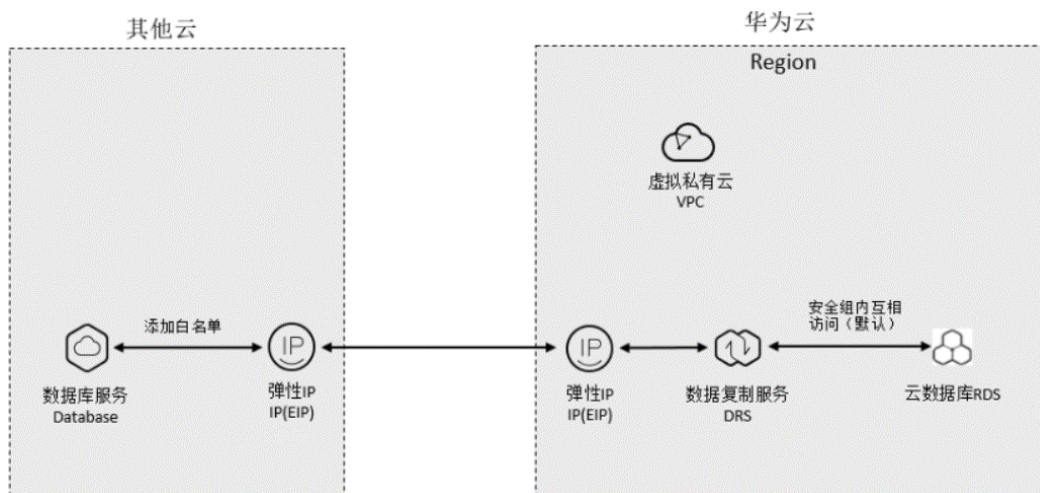 其他云
华为云
Region
虚拟私有云
VPC
添加白名单
安全组内互相
访问（默认）
IP
IP
数据库服务
Database
弹性IP
IP(EIP)
弹性IP
IP(EIP)
数据复制服务
DRS
云数据库RDS